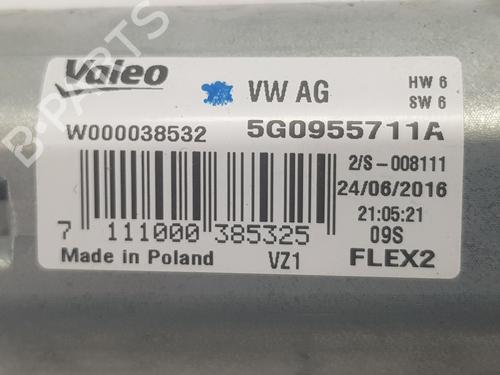 Valeo
VW AG
HW 6
SW 6
W000038532
5G0955711A
2/S-008111
24/06/2016
21:05:21
7 111000 385325
09S
Made in Poland
VZ1
FLEX2
B-PARTS
B-PARTS